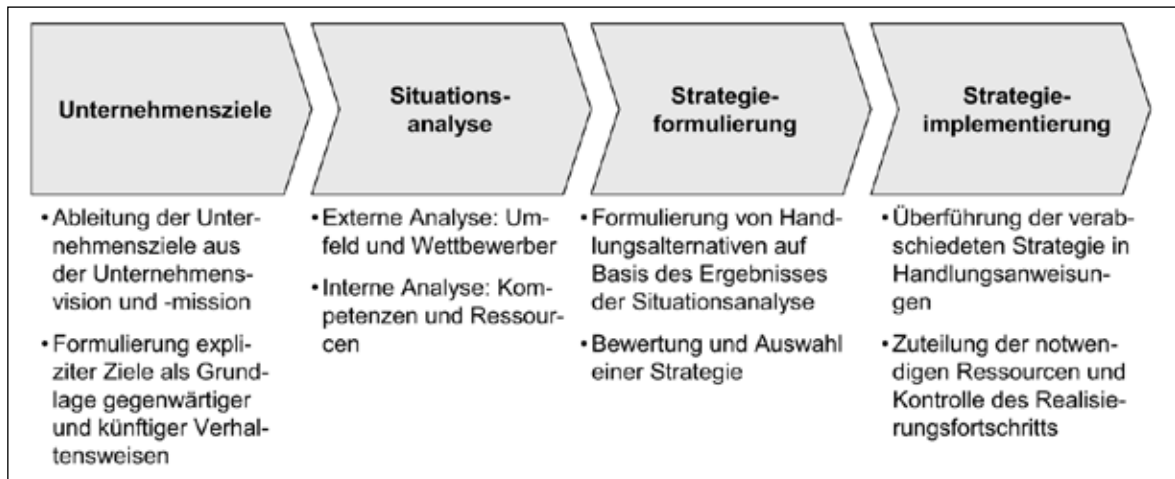 Unternehmensziele
Situations-
analyse
Strategie-
formulierung
Strategie-
implementierung
• Ableitung der Unter-
nehmensziele aus
der Unternehmens-
vision und -mission
• Formulierung expli-
ziter Ziele als Grund-
lage gegenwärtiger
und künftiger Verhal-
tensweisen
• Externe Analyse: Um-
feld und Wettbewerber
• Interne Analyse: Kom-
petenzen und Ressour-
cen
• Formulierung von Hand-
lungsalternativen auf
Basis des Ergebnisses
der Situationsanalyse
• Bewertung und Auswahl
einer Strategie
• Überführung der verab-
schiedeten Strategie in
Handlungsanweisun-
gen
• Zuteilung der notwen-
digen Ressourcen und
Kontrolle des Realisie-
rungsfortschritts